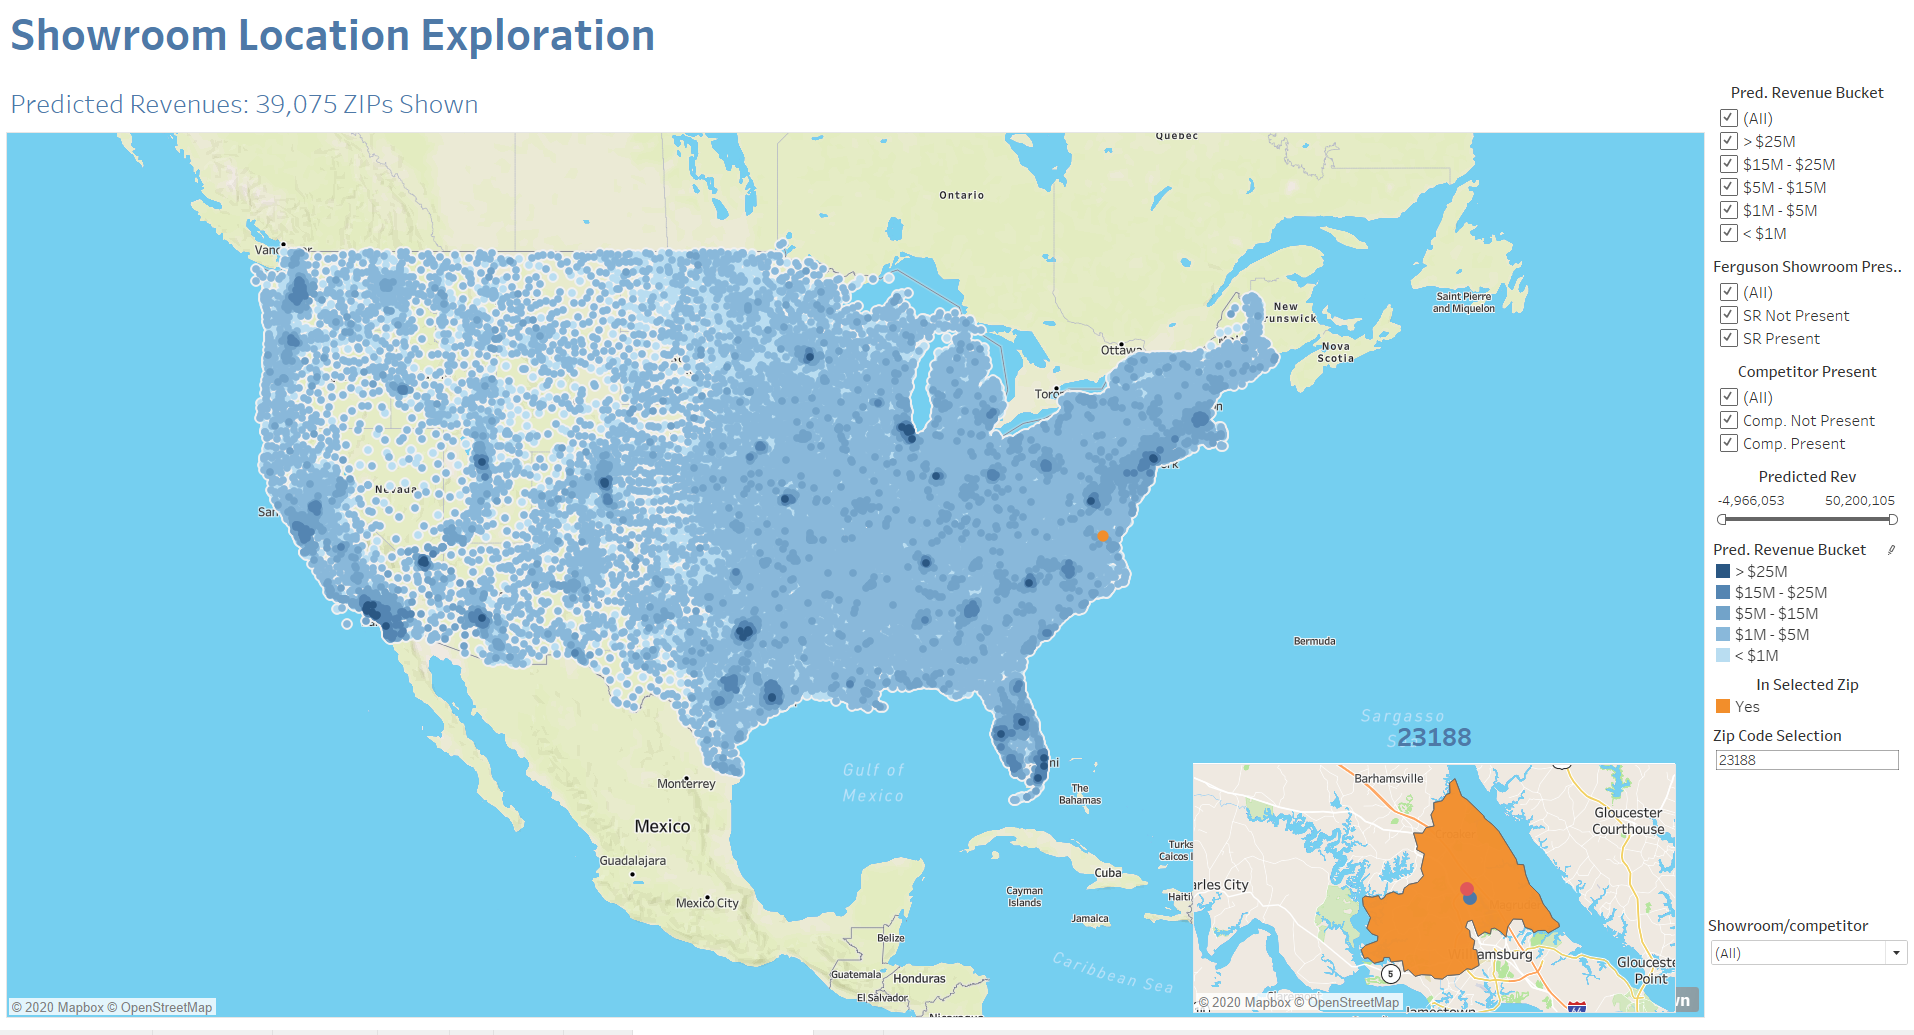 Showroom Location Exploration
Predicted Revenues: 39,075 ZIPs Shown
Quebec
Ontario
New
Saint Pierre
and Miquelon
Nova
Scotia
Ottawa
Nevada
Bermuda
Sargasso
23188
Gulf of
Mexico
Monterrey
The
Bahamas
Mexico
Guadalajara
Mexico City
Cuba
Turks
Cayman
Islands
Jamaica
Haiti
Belize
Guatemala
Honduras
El Salvador
Caribbean Sea
© 2020 Mapbox © OpenStreetMap
Barhamsville
Gloucester
Courthouse
arles City
amsburg
5
Point
64
© 2020 Mapbox © OpenStreetMap
Pred. Revenue Bucket
(All)
> $25M
$15M - $25M
$5M - $15M
$1M - $5M
< $1M
Ferguson Showroom Pres..
(All)
SR Not Present
SR Present
Competitor Present
(All)
Comp. Not Present
Comp. Present
Predicted Rev
-4,966,053 50,200,105
Pred. Revenue Bucket
> $25M
$15M - $25M
$5M - $15M
$1M - $5M
< $1M
In Selected Zip
Yes
Zip Code Selection
23188
Showroom/competitor
(All)